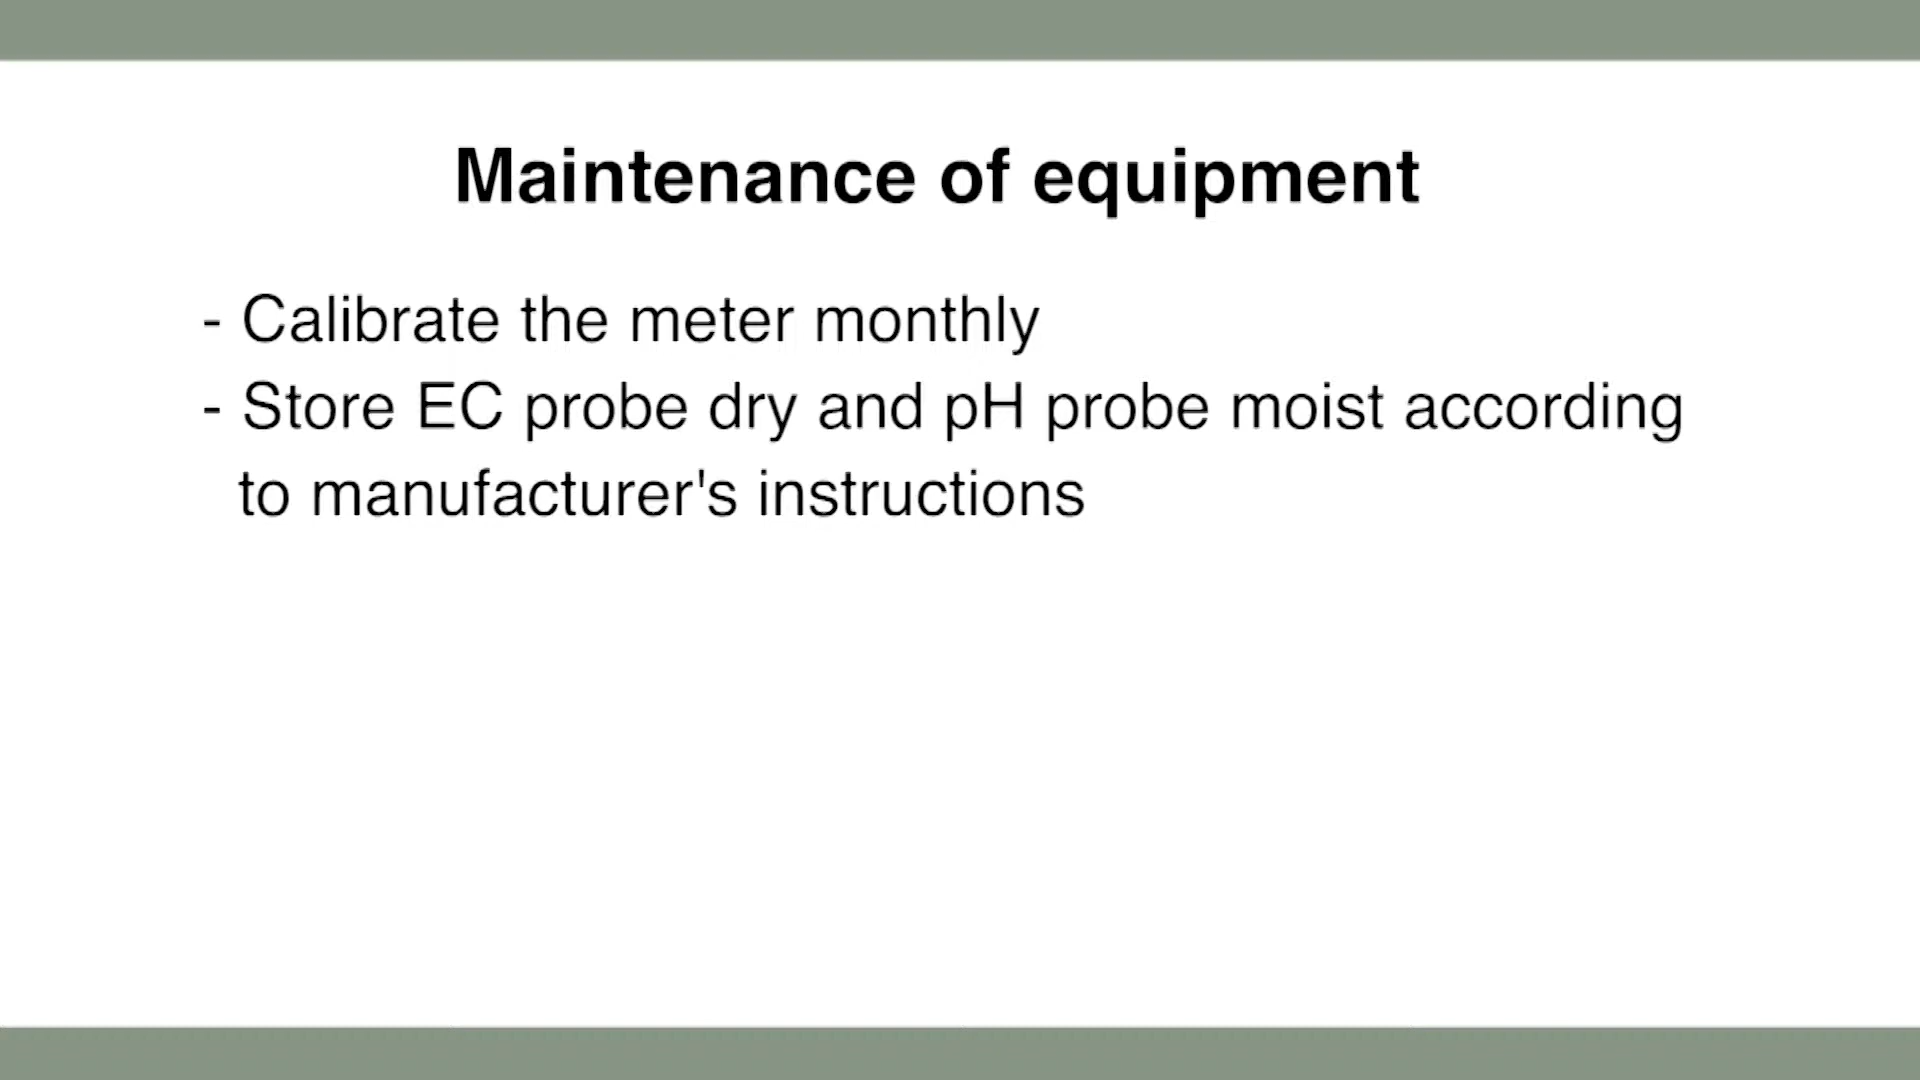 Maintenance of equipment
- Calibrate the meter monthly
- Store EC probe dry and pH probe moist according
to manufacturer's instructions